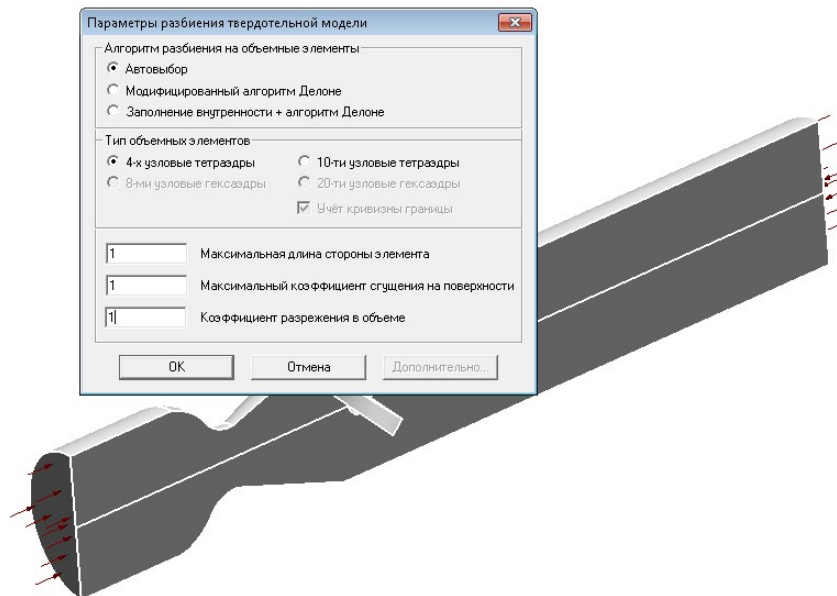 Параметры разбиения твердотельной модели
Алгоритм разбиения на объемные элементы
Автовыбор
Модифицированный алгоритм Делоне
Заполнение внутренности + алгоритм Делоне
Тип объемных элементов
4-х узловые тетраэдры 10-ти узловые тетраэдры
8-ми узловые гексаэдры 20-ти узловые гексаэдры
Учёт кривизны границы
1 Максимальная длина стороны элемента
1 Максимальный коэффициент сгущения на поверхности
1 Коэффициент разрежения в объеме
OK Отмена Дополнительно...